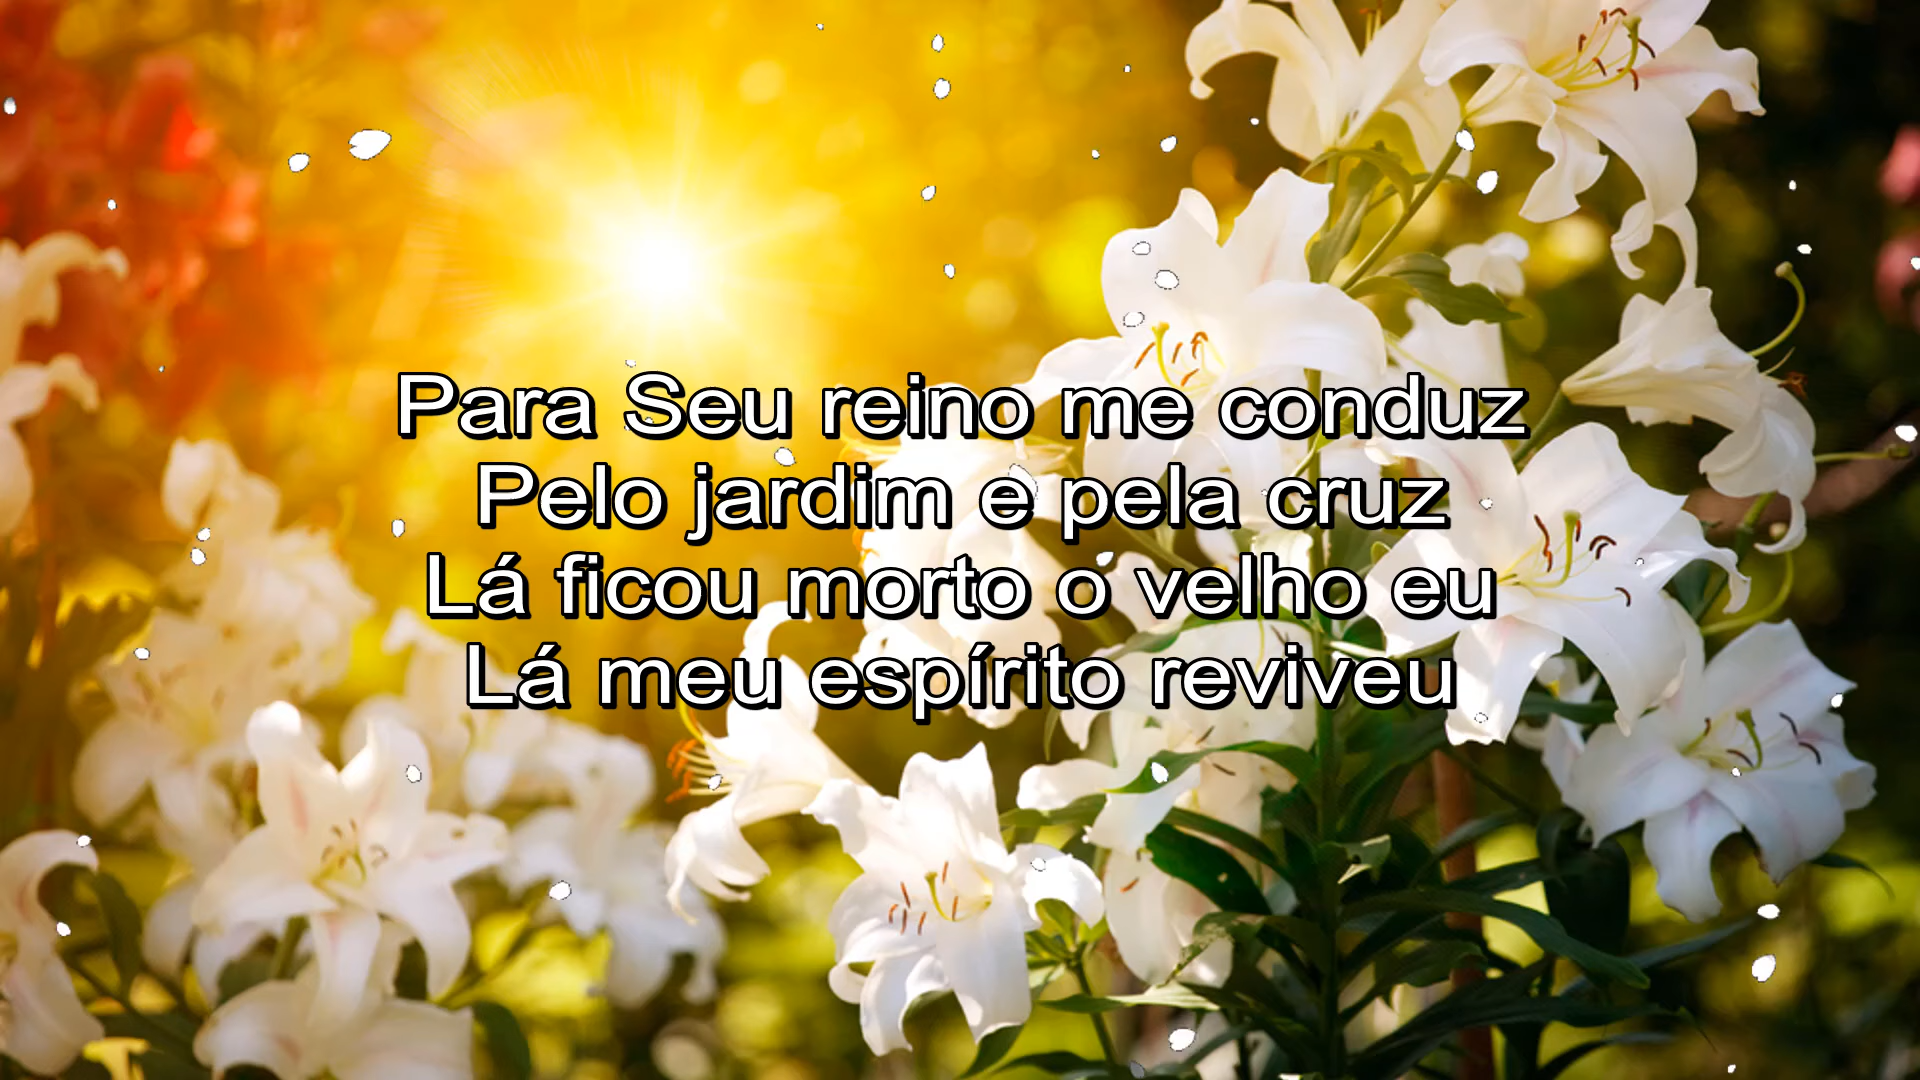 Para Seu reino me conduz
Pelo jardim e pela cruz
Lá ficou morto o velho eu
Lá meu espírito reviveu